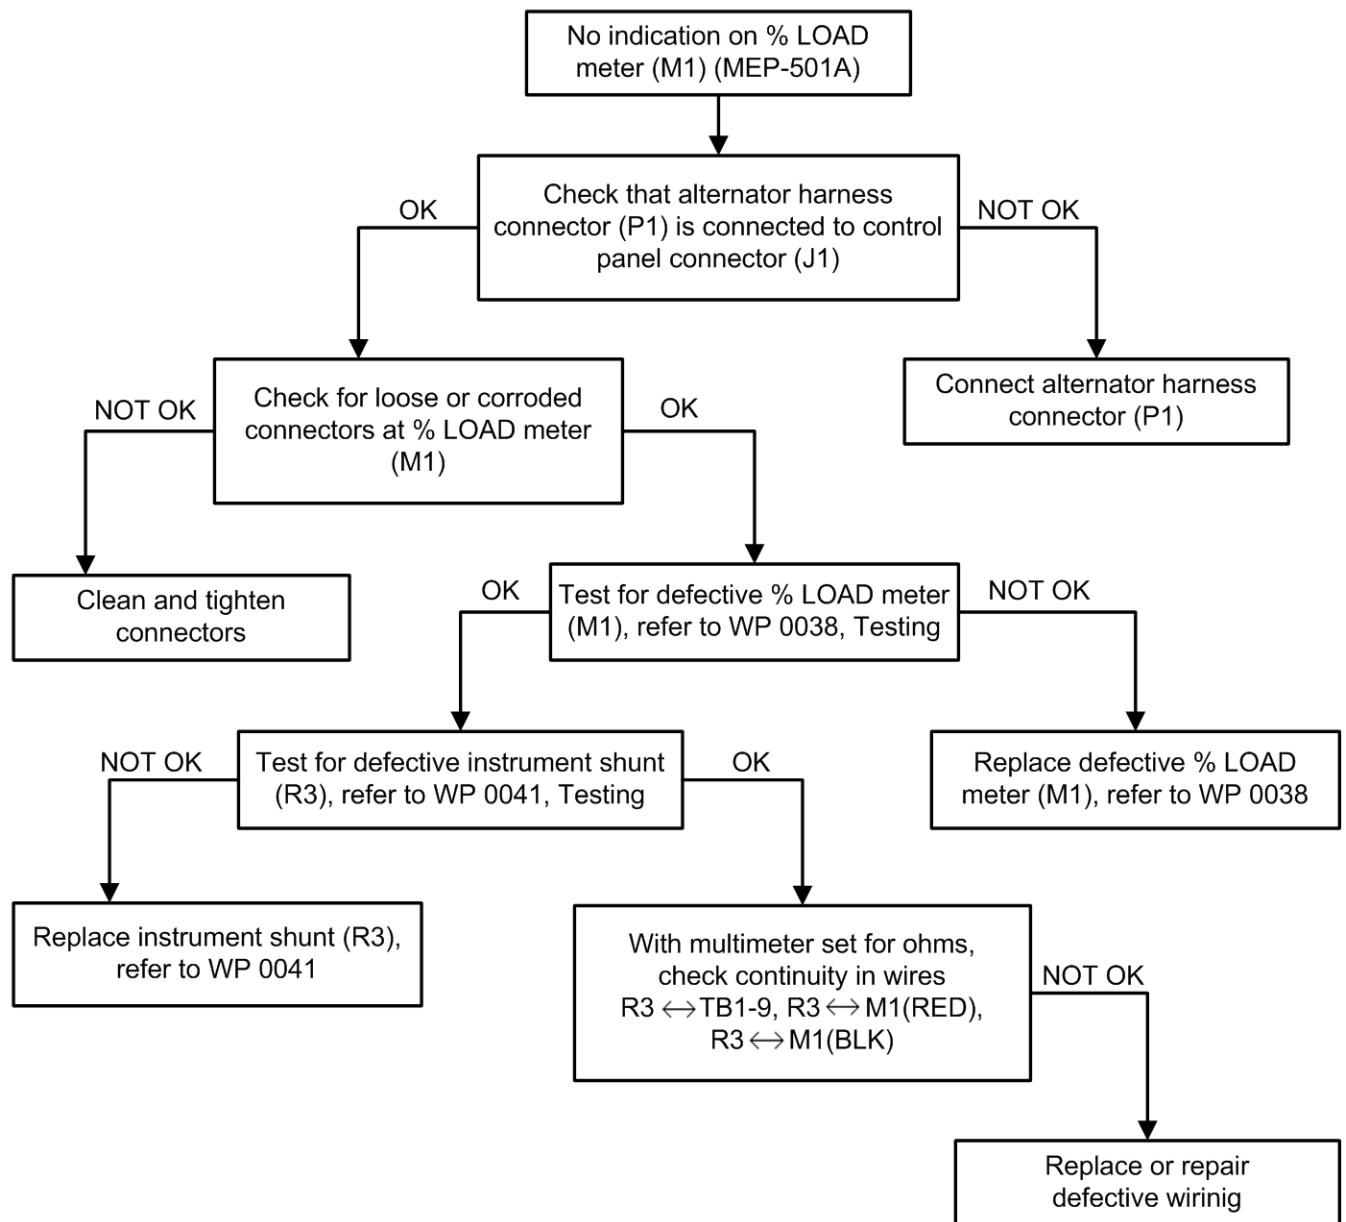 No indication on % LOAD
meter (M1) (MEP-501A)
Check that alternator harness
connector (P1) is connected to control
panel connector (J1)
OK
NOT OK
Check for loose or corroded
connectors at % LOAD meter
(M1)
Connect alternator harness
connector (P1)
NOT OK
OK
Clean and tighten
connectors
Test for defective % LOAD meter
(M1), refer to WP 0038, Testing
OK
NOT OK
Test for defective instrument shunt
(R3), refer to WP 0041, Testing
Replace defective % LOAD
meter (M1), refer to WP 0038
NOT OK
OK
Replace instrument shunt (R3),
refer to WP 0041
With multimeter set for ohms,
check continuity in wires
R3 ↔ TB1-9, R3 ↔ M1(RED),
R3 ↔ M1(BLK)
NOT OK
Replace or repair
defective wirinig